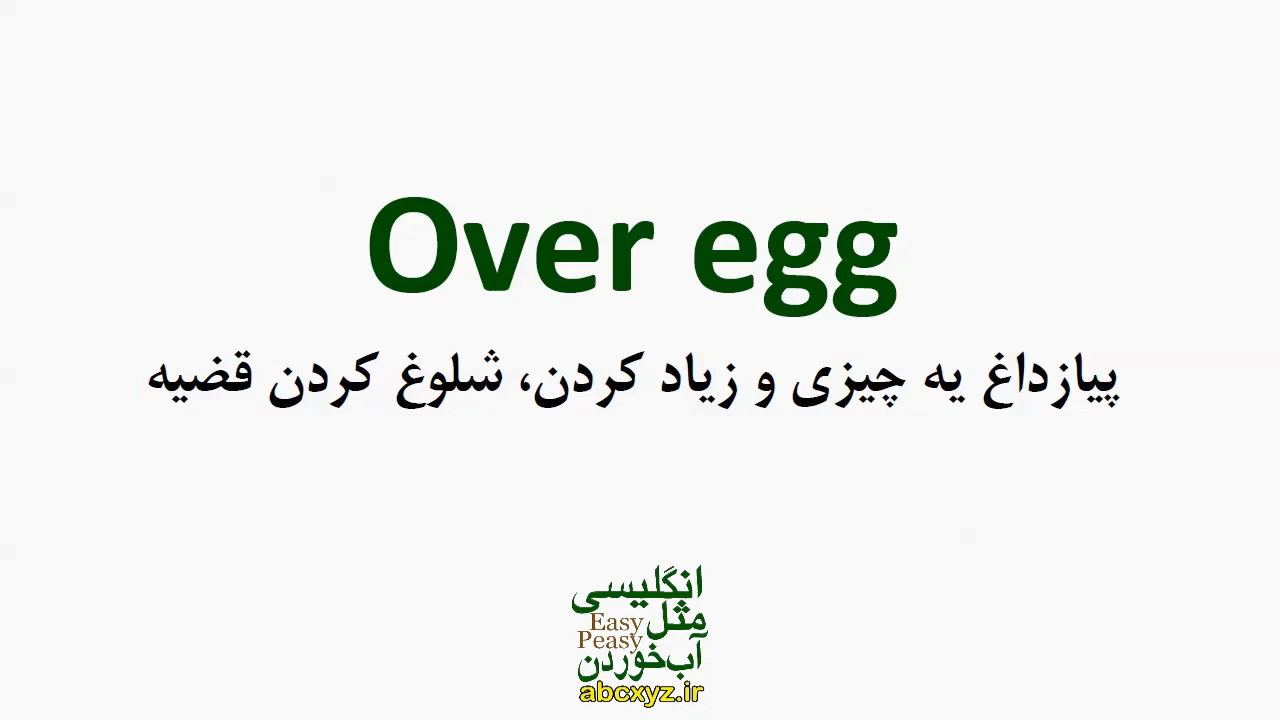 Over egg
پیازداغ یه چیزی و زیاد کردن، شلوغ کردن قضیه
انگلیسی
مثل Easy
Peasy
آب‌خوردن
abcxyz.ir